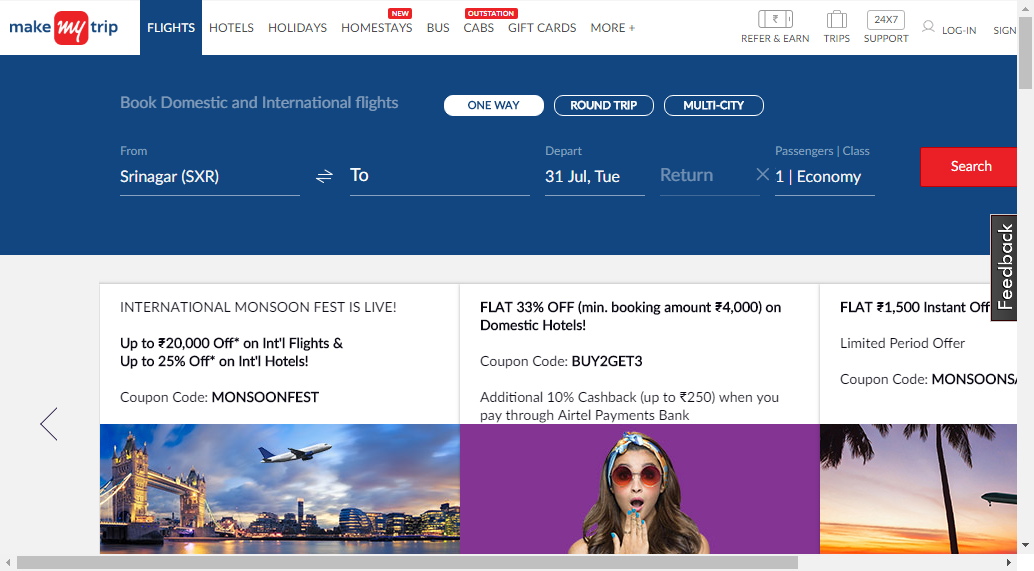 make my trip
FLIGHTS
HOTELS
HOLIDAYS
NEW
HOMESTAYS
BUS
OUTSTATION
CABS
GIFT CARDS
MORE +
₹
REFER & EARN
TRIPS
24X7
SUPPORT
LOG-IN
SIGN
Book Domestic and International flights
ONE WAY
ROUND TRIP
MULTI-CITY
From
Srinagar (SXR)
To
Depart
31 Jul, Tue
Return
Passengers | Class
1 | Economy
Search
Feedback
INTERNATIONAL MONSOON FEST IS LIVE!
Up to ₹20,000 Off* on Int'l Flights &
Up to 25% Off* on Int'l Hotels!
Coupon Code: MONSOONFEST
FLAT 33% OFF (min. booking amount ₹4,000) on
Domestic Hotels!
Coupon Code: BUY2GET3
Additional 10% Cashback (up to ₹250) when you
pay through Airtel Payments Bank
FLAT ₹1,500 Instant Off
Limited Period Offer
Coupon Code: MONSOONSA